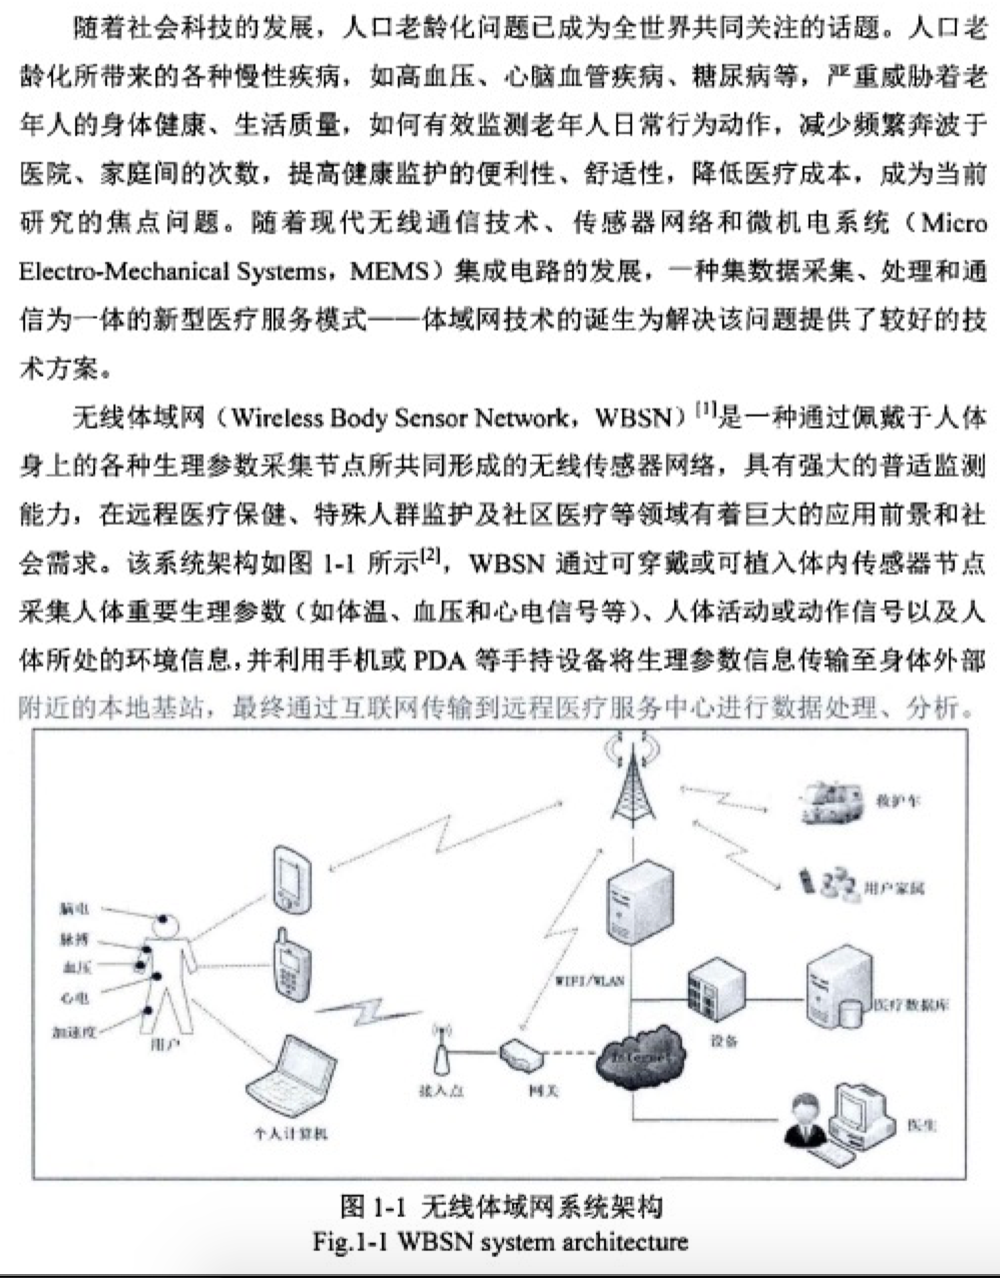 随着社会科技的发展，人口老龄化问题已成为全世界共同关注的话题。人口老
龄化所带来的各种慢性疾病，如高血压、心脑血管疾病、糖尿病等，严重威胁着老
年人的身体健康、生活质量，如何有效监测老年人日常行为动作，减少频繁奔波于
医院、家庭间的次数，提高健康监护的便利性、舒适性，降低医疗成本，成为当前
研究的焦点问题。随着现代无线通信技术、传感器网络和微机电系统（Micro
Electro-Mechanical Systems，MEMS）集成电路的发展，一种集数据采集、处理和通
信为一体的新型医疗服务模式——体域网技术的诞生为解决该问题提供了较好的技
术方案。
无线体域网（Wireless Body Sensor Network，WBSN）[1]是一种通过佩戴于人体
身上的各种生理参数采集节点所共同形成的无线传感器网络，具有强大的普适监测
能力，在远程医疗保健、特殊人群监护及社区医疗等领域有着巨大的应用前景和社
会需求。该系统架构如图 1-1 所示[2]，WBSN 通过可穿戴或可植入体内传感器节点
采集人体重要生理参数（如体温、血压和心电信号等）、人体活动或动作信号以及人
体所处的环境信息，并利用手机或 PDA 等手持设备将生理参数信息传输至身体外部
附近的本地基站，最终通过互联网传输到远程医疗服务中心进行数据处理、分析。
救护车
用户家属
脑电
脉搏
血压
心电
加速度
用户
WIFI/WLAN
医疗数据库
设备
Internet
接入点
网关
个人计算机
医生
图 1-1 无线体域网系统架构
Fig.1-1 WBSN system architecture